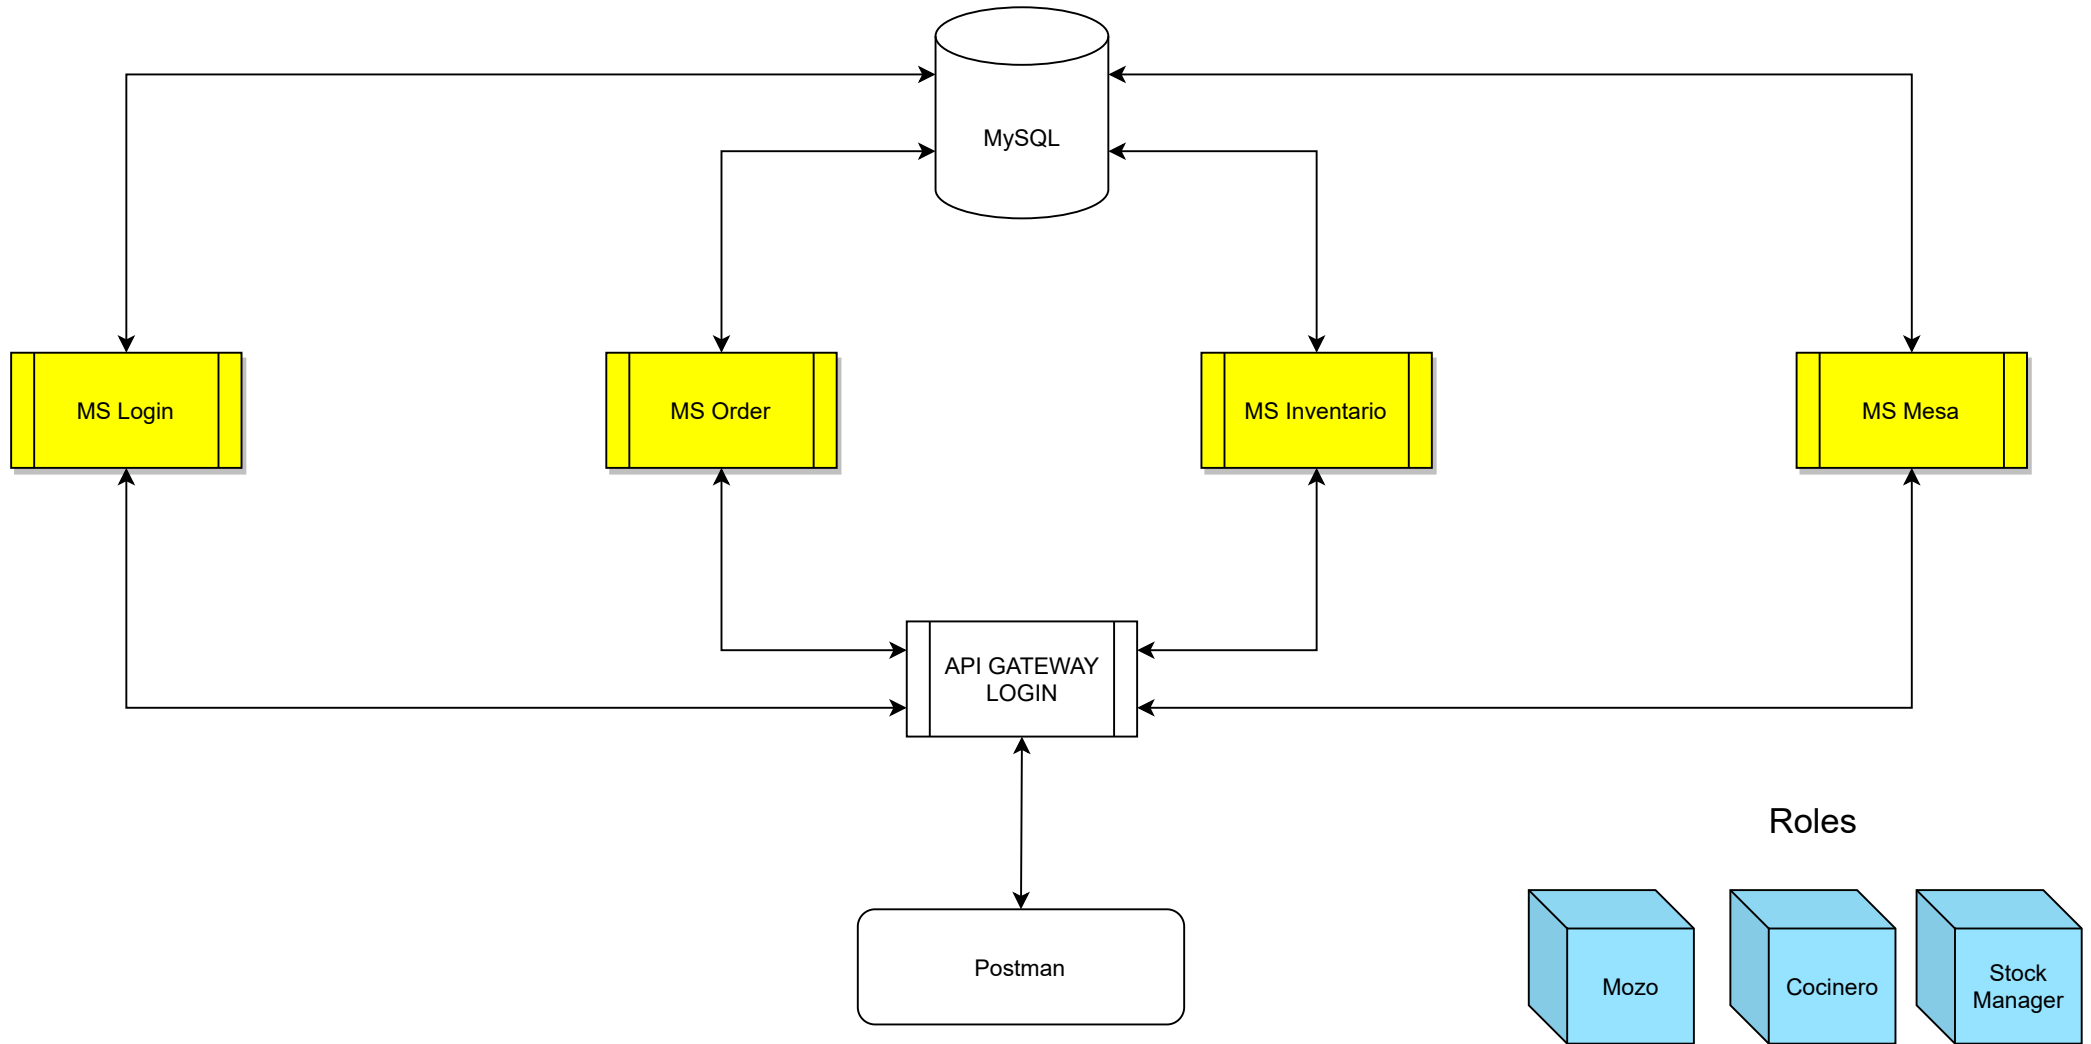 MySQL
MS Login
MS Order
MS Inventario
MS Mesa
API GATEWAY
LOGIN
Postman
Roles
Mozo
Cocinero
Stock
Manager